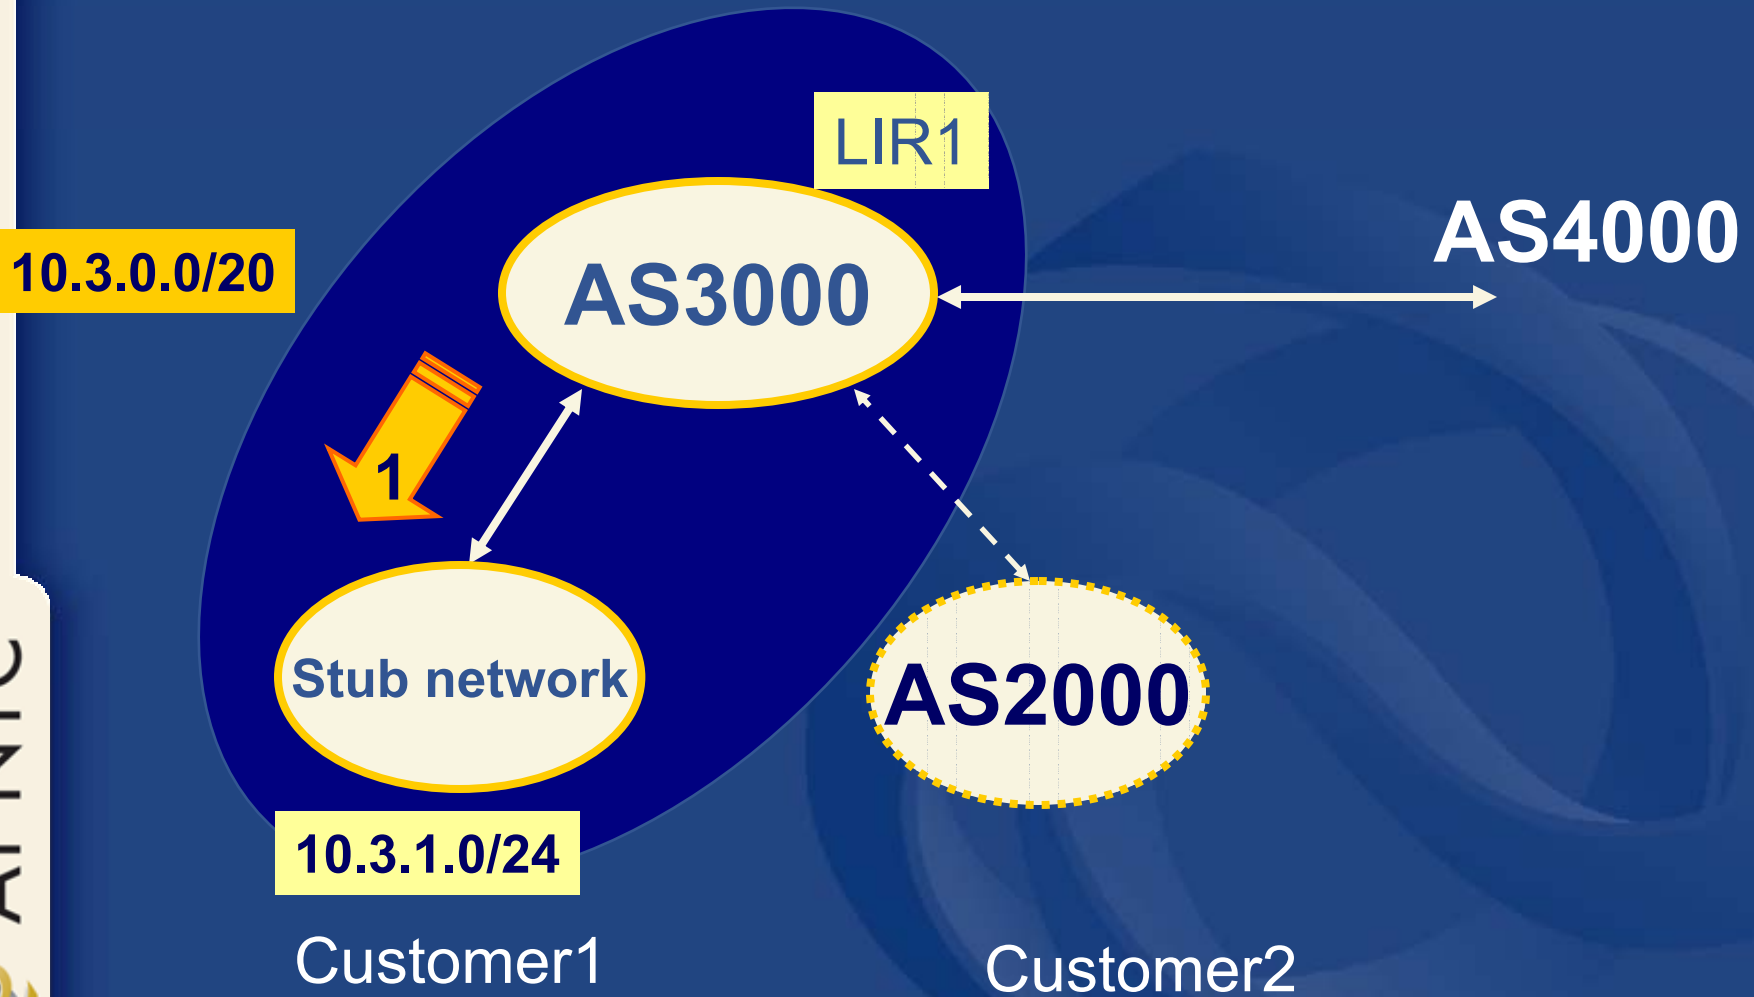 LIR1
AS4000
10.3.0.0/20
AS3000
1
Stub network
AS2000
10.3.1.0/24
Customer1
Customer2